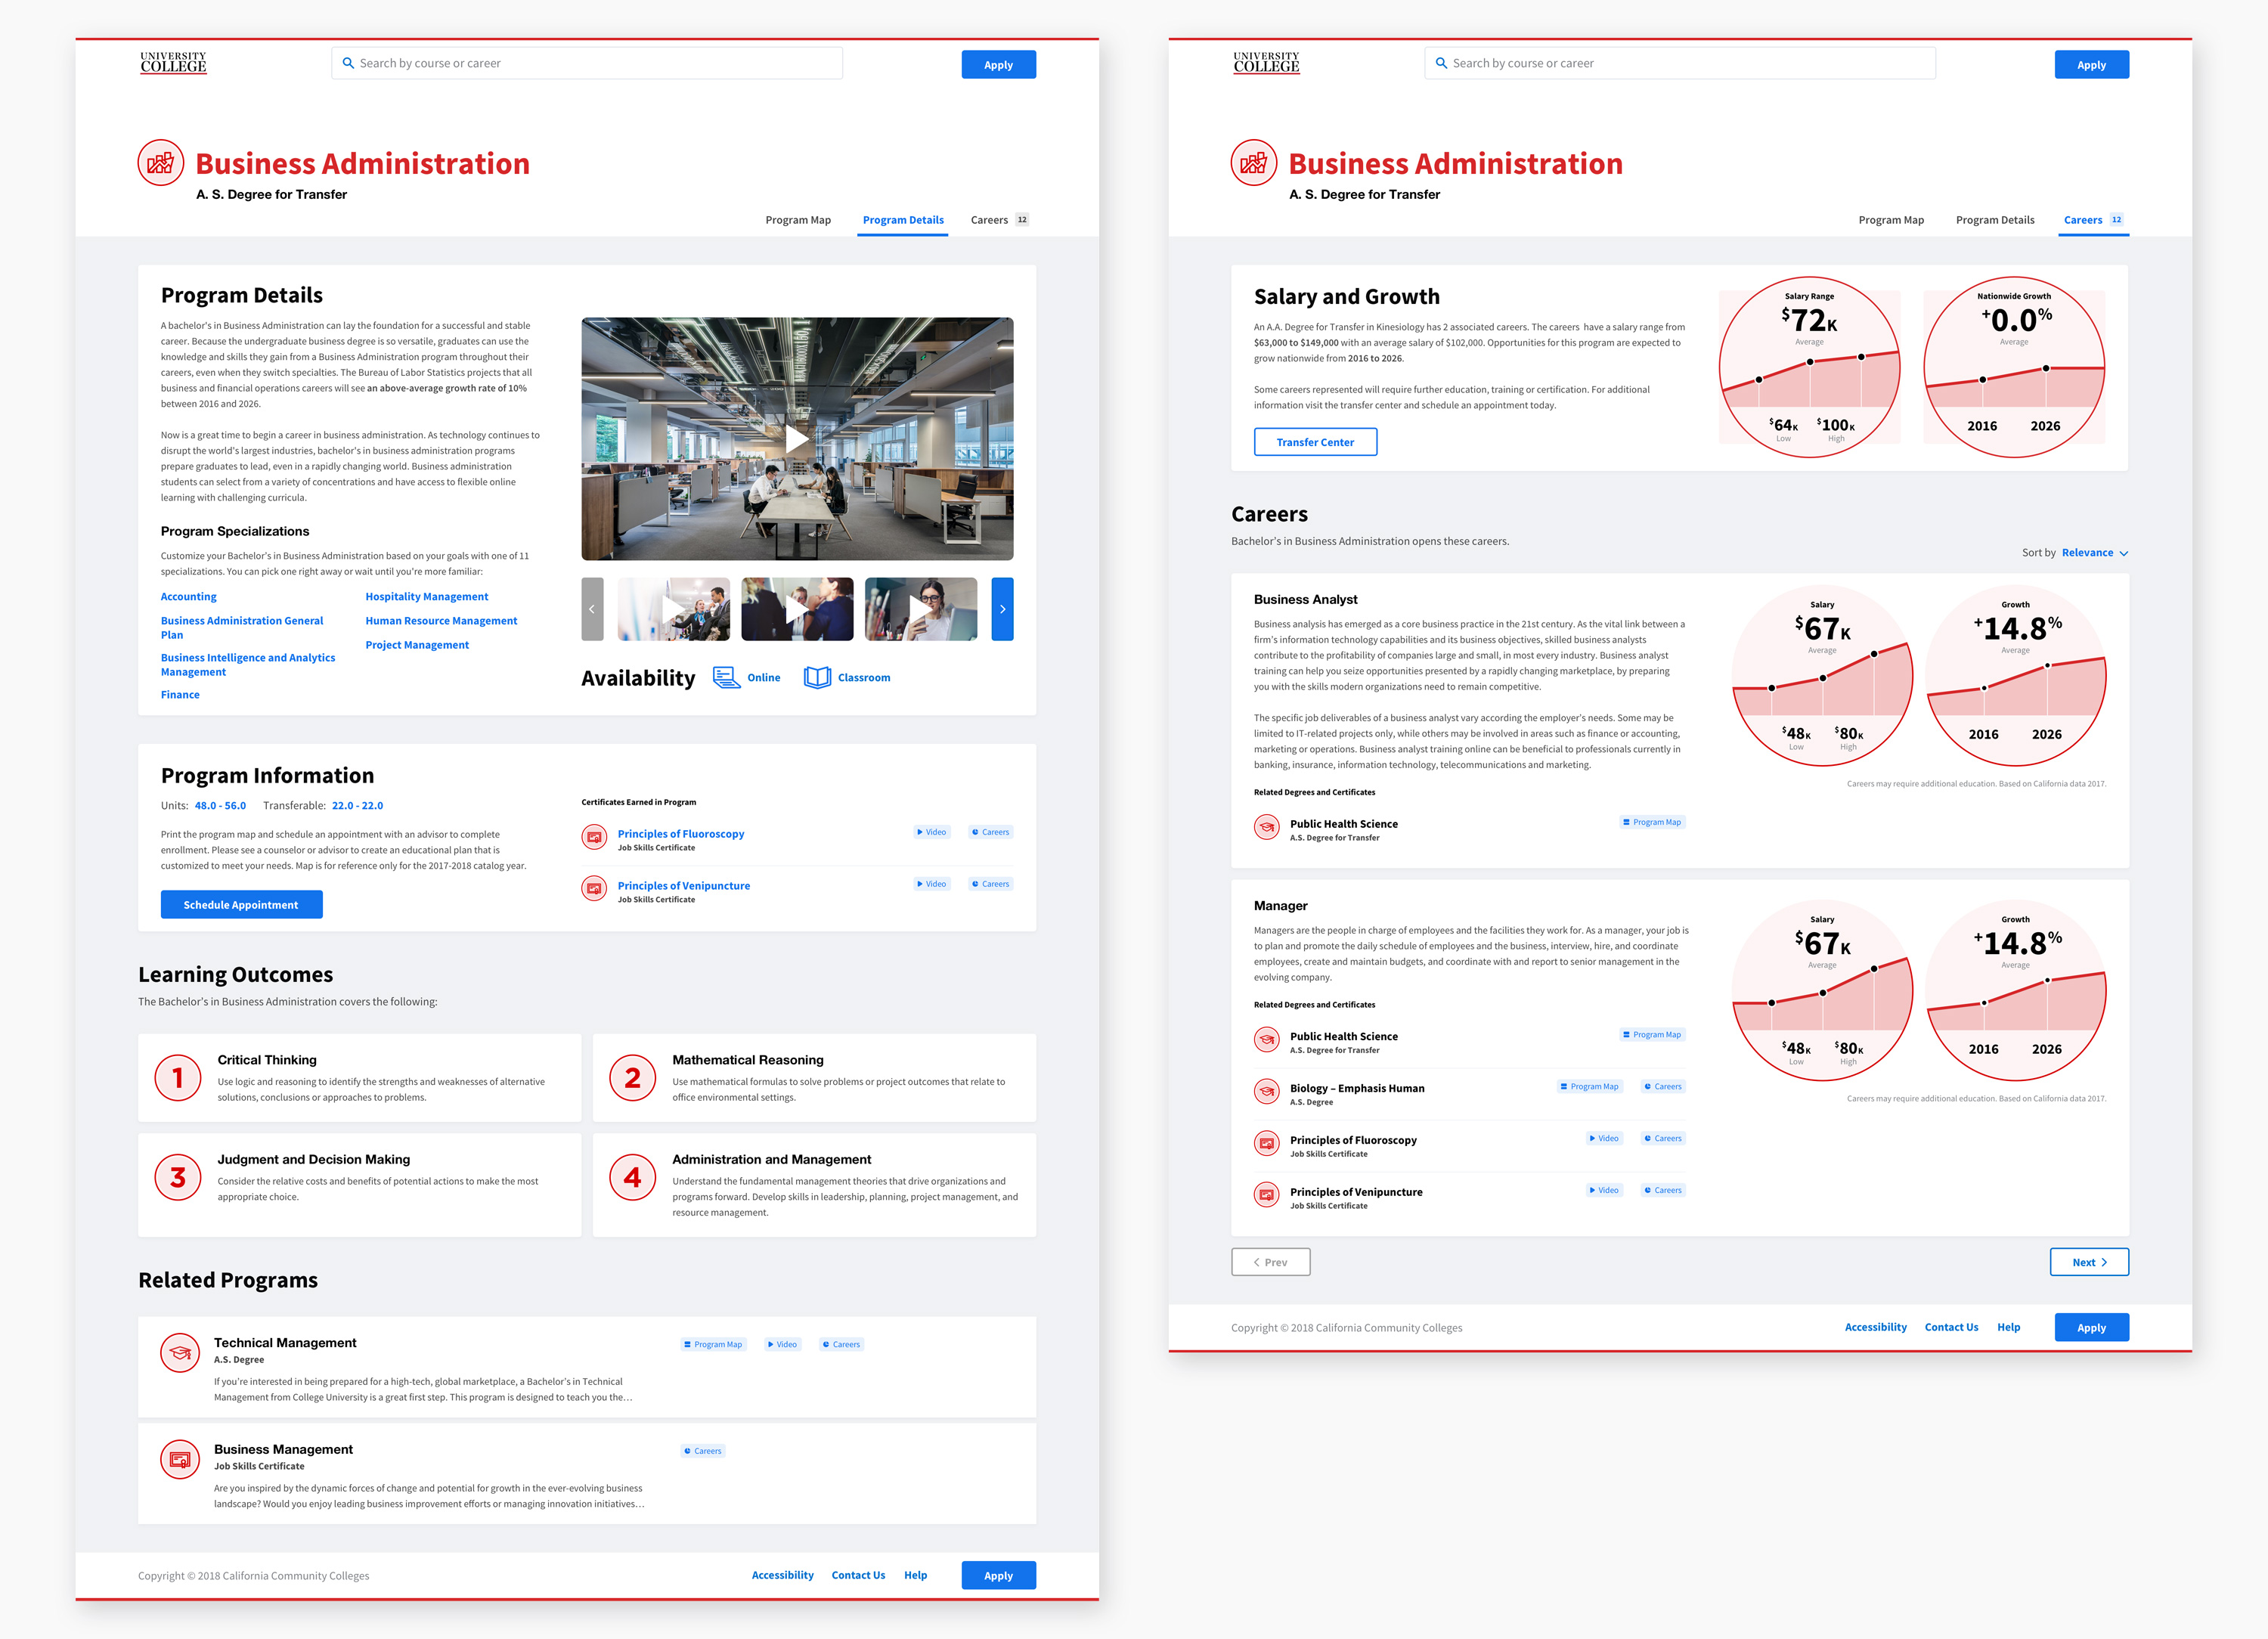 UNIVERSITY
COLLEGE
Search by course or career
Apply
Business Administration
A. S. Degree for Transfer
Program Map
Program Details
Careers 12
Program Details
A bachelor's in Business Administration can lay the foundation for a successful and stable
career. Because the undergraduate business degree is so versatile, graduates can use the
knowledge and skills they gain from a Business Administration program throughout their
careers, even when they switch specialties. The Bureau of Labor Statistics projects that all
business and financial operations careers will see an above-average growth rate of 10%
between 2016 and 2026.
Now is a great time to begin a career in business administration. As technology continues to
disrupt the world's largest industries, bachelor's in business administration programs
prepare graduates to lead, even in a rapidly changing world. Business administration
students can select from a variety of concentrations and have access to flexible online
learning with challenging curricula.
Program Specializations
Customize your Bachelor's in Business Administration based on your goals with one of 11
specializations. You can pick one right away or wait until you're more familiar:
Accounting
Business Administration General
Plan
Business Intelligence and Analytics
Management
Finance
Hospitality Management
Human Resource Management
Project Management
Availability
Online
Classroom
Program Information
Units: 48.0 - 56.0 Transferable: 22.0 - 22.0
Print the program map and schedule an appointment with an advisor to complete
enrollment. Please see a counselor or advisor to create an educational plan that is
customized to meet your needs. Map is for reference only for the 2017-2018 catalog year.
Schedule Appointment
Certificates Earned in Program
Principles of Fluoroscopy
Job Skills Certificate
Video
Careers
Principles of Venipuncture
Job Skills Certificate
Video
Careers
Learning Outcomes
The Bachelor's in Business Administration covers the following:
1
Critical Thinking
Use logic and reasoning to identify the strengths and weaknesses of alternative
solutions, conclusions or approaches to problems.
2
Mathematical Reasoning
Use mathematical formulas to solve problems or project outcomes that relate to
office environmental settings.
3
Judgment and Decision Making
Consider the relative costs and benefits of potential actions to make the most
appropriate choice.
4
Administration and Management
Understand the fundamental management theories that drive organizations and
programs forward. Develop skills in leadership, planning, project management, and
resource management.
Related Programs
Technical Management
A.S. Degree
Program Map
Video
Careers
If you're interested in being prepared for a high-tech, global marketplace, a Bachelor's in Technical
Management from College University is a great first step. This program is designed to teach you the...
Business Management
Job Skills Certificate
Careers
Are you inspired by the dynamic forces of change and potential for growth in the ever-evolving business
landscape? Would you enjoy leading business improvement efforts or managing innovation initiatives...
Copyright © 2018 California Community Colleges
Accessibility
Contact Us
Help
Apply
UNIVERSITY
COLLEGE
Search by course or career
Apply
Business Administration
A. S. Degree for Transfer
Program Map
Program Details
Careers 12
Salary and Growth
An A.A. Degree for Transfer in Kinesiology has 2 associated careers. The careers have a salary range from
$63,000 to $149,000 with an average salary of $102,000. Opportunities for this program are expected to
grow nationwide from 2016 to 2026.
Some careers represented will require further education, training or certification. For additional
information visit the transfer center and schedule an appointment today.
Transfer Center
Salary Range
$72K
Average
$64K
Low
$100K
High
Nationwide Growth
+0.0%
Average
2016
2026
Careers
Bachelor's in Business Administration opens these careers.
Sort by Relevance
Business Analyst
Business analysis has emerged as a core business practice in the 21st century. As the vital link between a
firm's information technology capabilities and its business objectives, skilled business analysts
contribute to the profitability of companies large and small, in most every industry. Business analyst
training can help you seize opportunities presented by a rapidly changing marketplace, by preparing
you with the skills modern organizations need to remain competitive.
The specific job deliverables of a business analyst vary according the employer's needs. Some may be
limited to IT-related projects only, while others may be involved in areas such as finance or accounting,
marketing or operations. Business analyst training online can be beneficial to professionals currently in
banking, insurance, information technology, telecommunications and marketing.
Related Degrees and Certificates
Public Health Science
A.S. Degree for Transfer
Program Map
Salary
$67K
Average
$48K
Low
$80K
High
Growth
+14.8%
Average
2016
2026
Careers may require additional education. Based on California data 2017.
Manager
Managers are the people in charge of employees and the facilities they work for. As a manager, your job is
to plan and promote the daily schedule of employees and the business, interview, hire, and coordinate
employees, create and maintain budgets, and coordinate with and report to senior management in the
evolving company.
Related Degrees and Certificates
Public Health Science
A.S. Degree for Transfer
Program Map
Biology – Emphasis Human
A.S. Degree
Program Map
Careers
Principles of Fluoroscopy
Job Skills Certificate
Video
Careers
Principles of Venipuncture
Job Skills Certificate
Video
Careers
Salary
$67K
Average
$48K
Low
$80K
High
Growth
+14.8%
Average
2016
2026
Careers may require additional education. Based on California data 2017.
Prev
Next
Copyright © 2018 California Community Colleges
Accessibility
Contact Us
Help
Apply